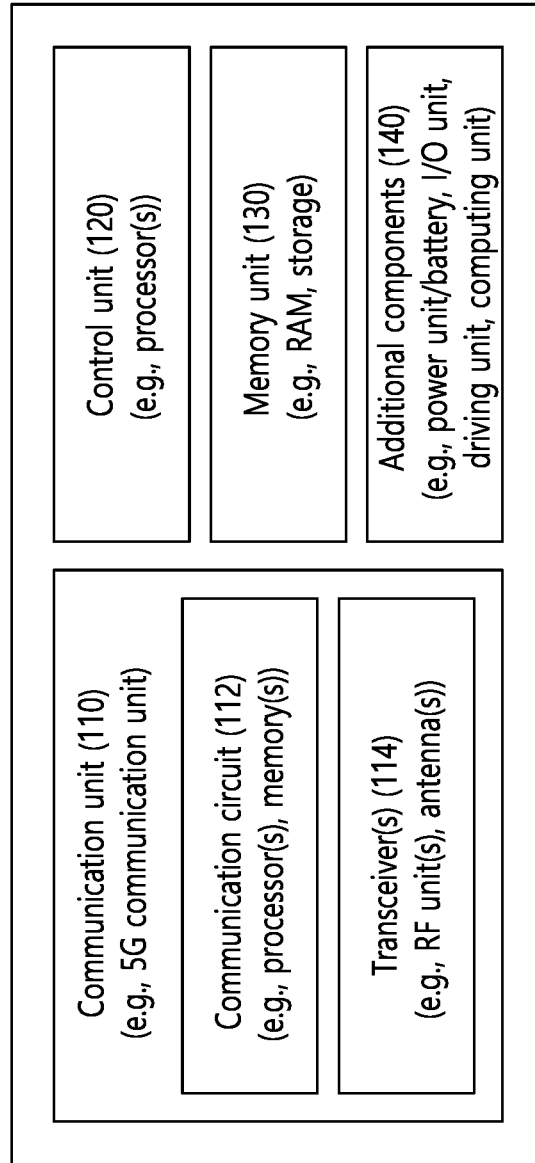 Communication unit (110)
(e.g., 5G communication unit)
Communication circuit (112)
(e.g., processor(s), memory(s))
Transceiver(s) (114)
(e.g., RF unit(s), antenna(s))
Control unit (120)
(e.g., processor(s))
Memory unit (130)
(e.g., RAM, storage)
Additional components (140)
(e.g., power unit/battery, I/O unit,
driving unit, computing unit)